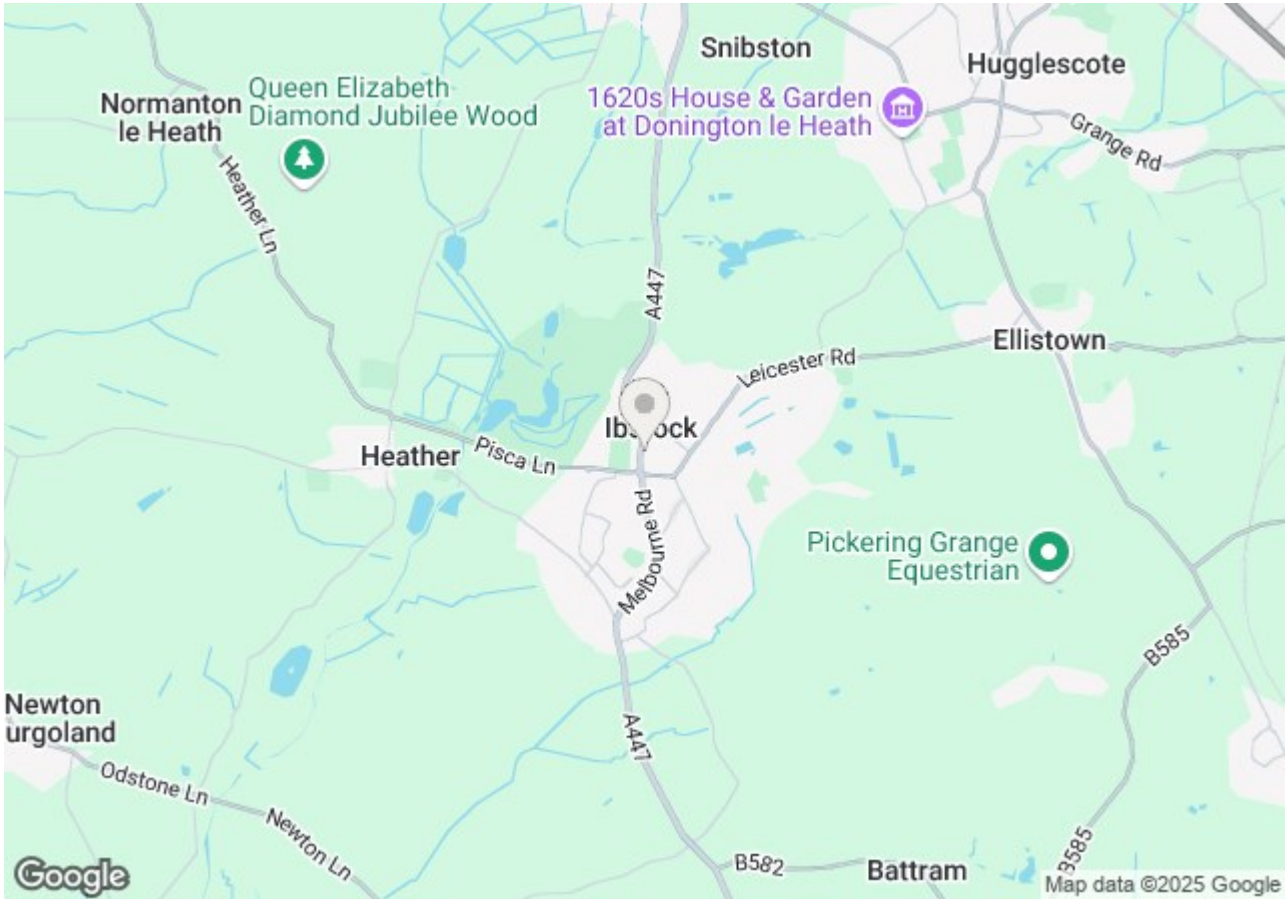 Snibston
Hugglescote
Queen Elizabeth
Diamond Jubilee Wood
Normanton
le Heath
1620s House & Garden
at Donington le Heath
Grange Rd
Heather Ln
A447
Ellistown
Leicester Rd
Heather
Pisca Ln
Melbourne Rd
Pickering Grange
Equestrian
B585
Newton
urgoland
A447
Odstone Ln
Newton Ln
B582
Battram
B585
Google
Map data ©2025 Google